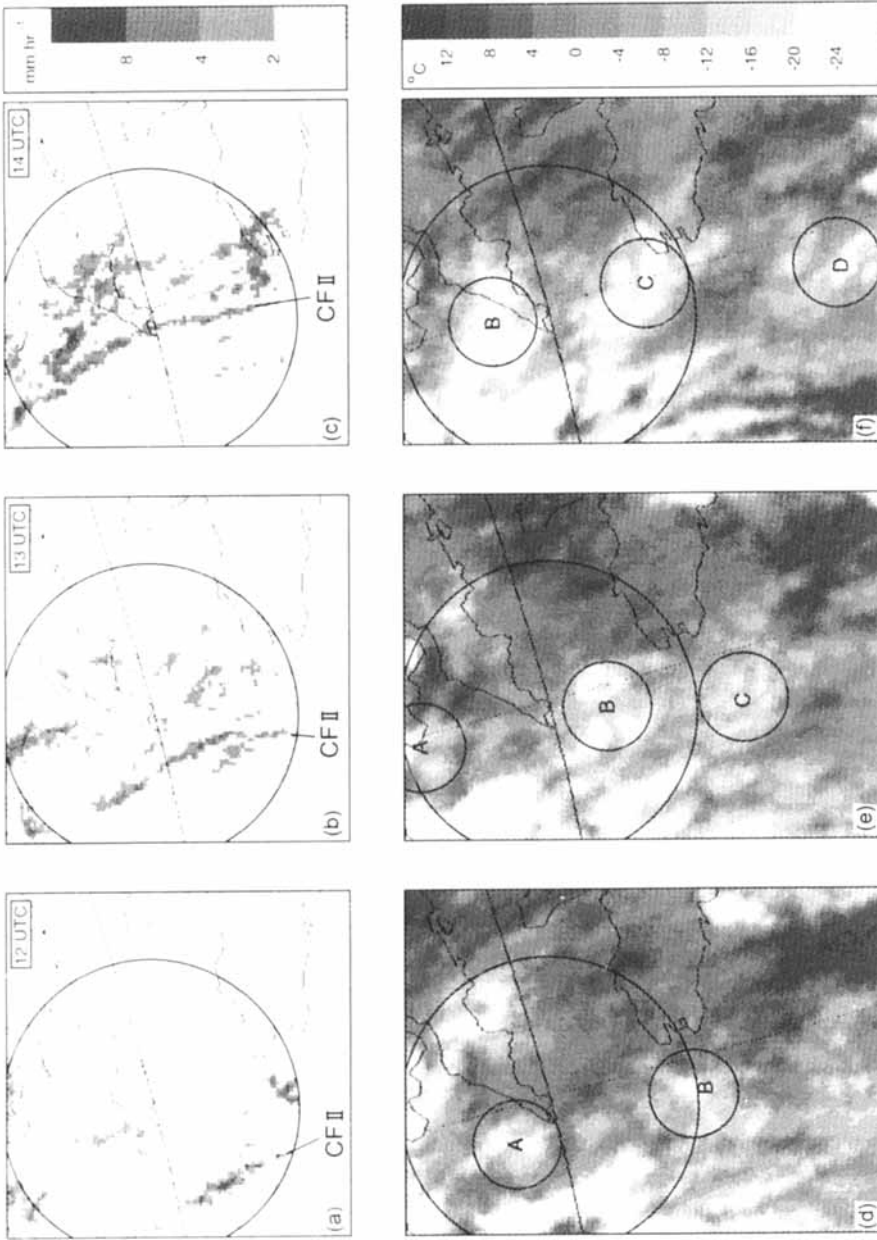 12 UTC
CF II
(a)
13 UTC
CF II
(b)
14 UTC
CF II
(c)
mm hr⁻¹
8
4
2
A
B
(d)
A
B
C
(e)
B
C
D
(f)
°C
12
8
4
0
-4
-8
-12
-16
-20
-24